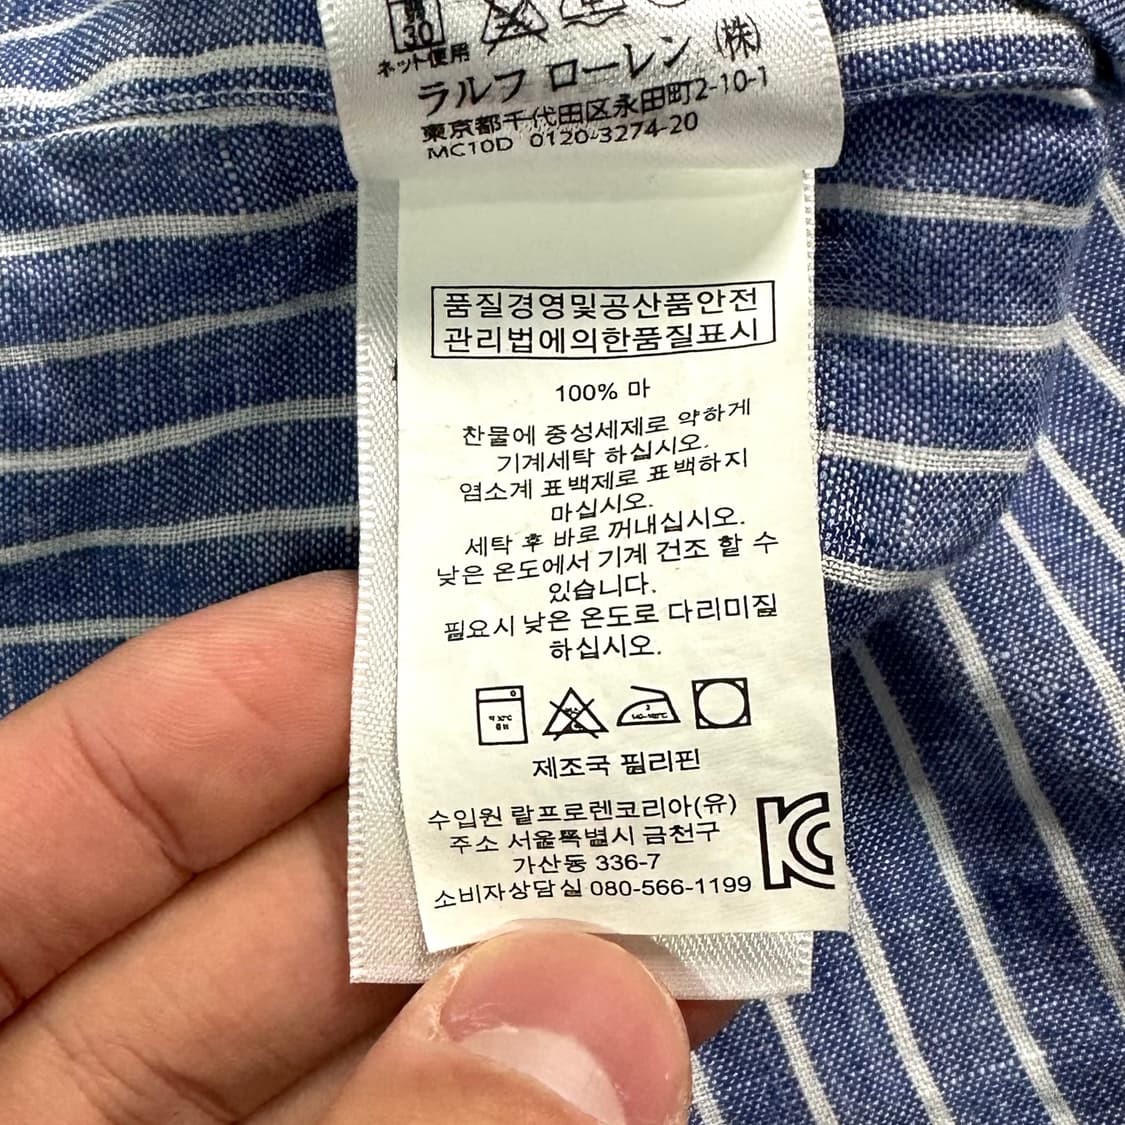 30
ネット使用
ラルフ ローレン (株)
東京都千代田区永田町2-10-1
MC10D 0120-3274-20
품질경영및공산품안전
관리법에의한품질표시
100% 마
찬물에 중성세제로 약하게
기계세탁 하십시오.
염소계 표백제로 표백하지
마십시오.
세탁 후 바로 꺼내십시오.
낮은 온도에서 기계 건조 할 수
있습니다.
필요시 낮은 온도로 다리미질
하십시오.
제조국 필리핀
수입원 랄프로렌코리아(유)
주소 서울특별시 금천구
가산동 336-7
소비자상담실 080-566-1199